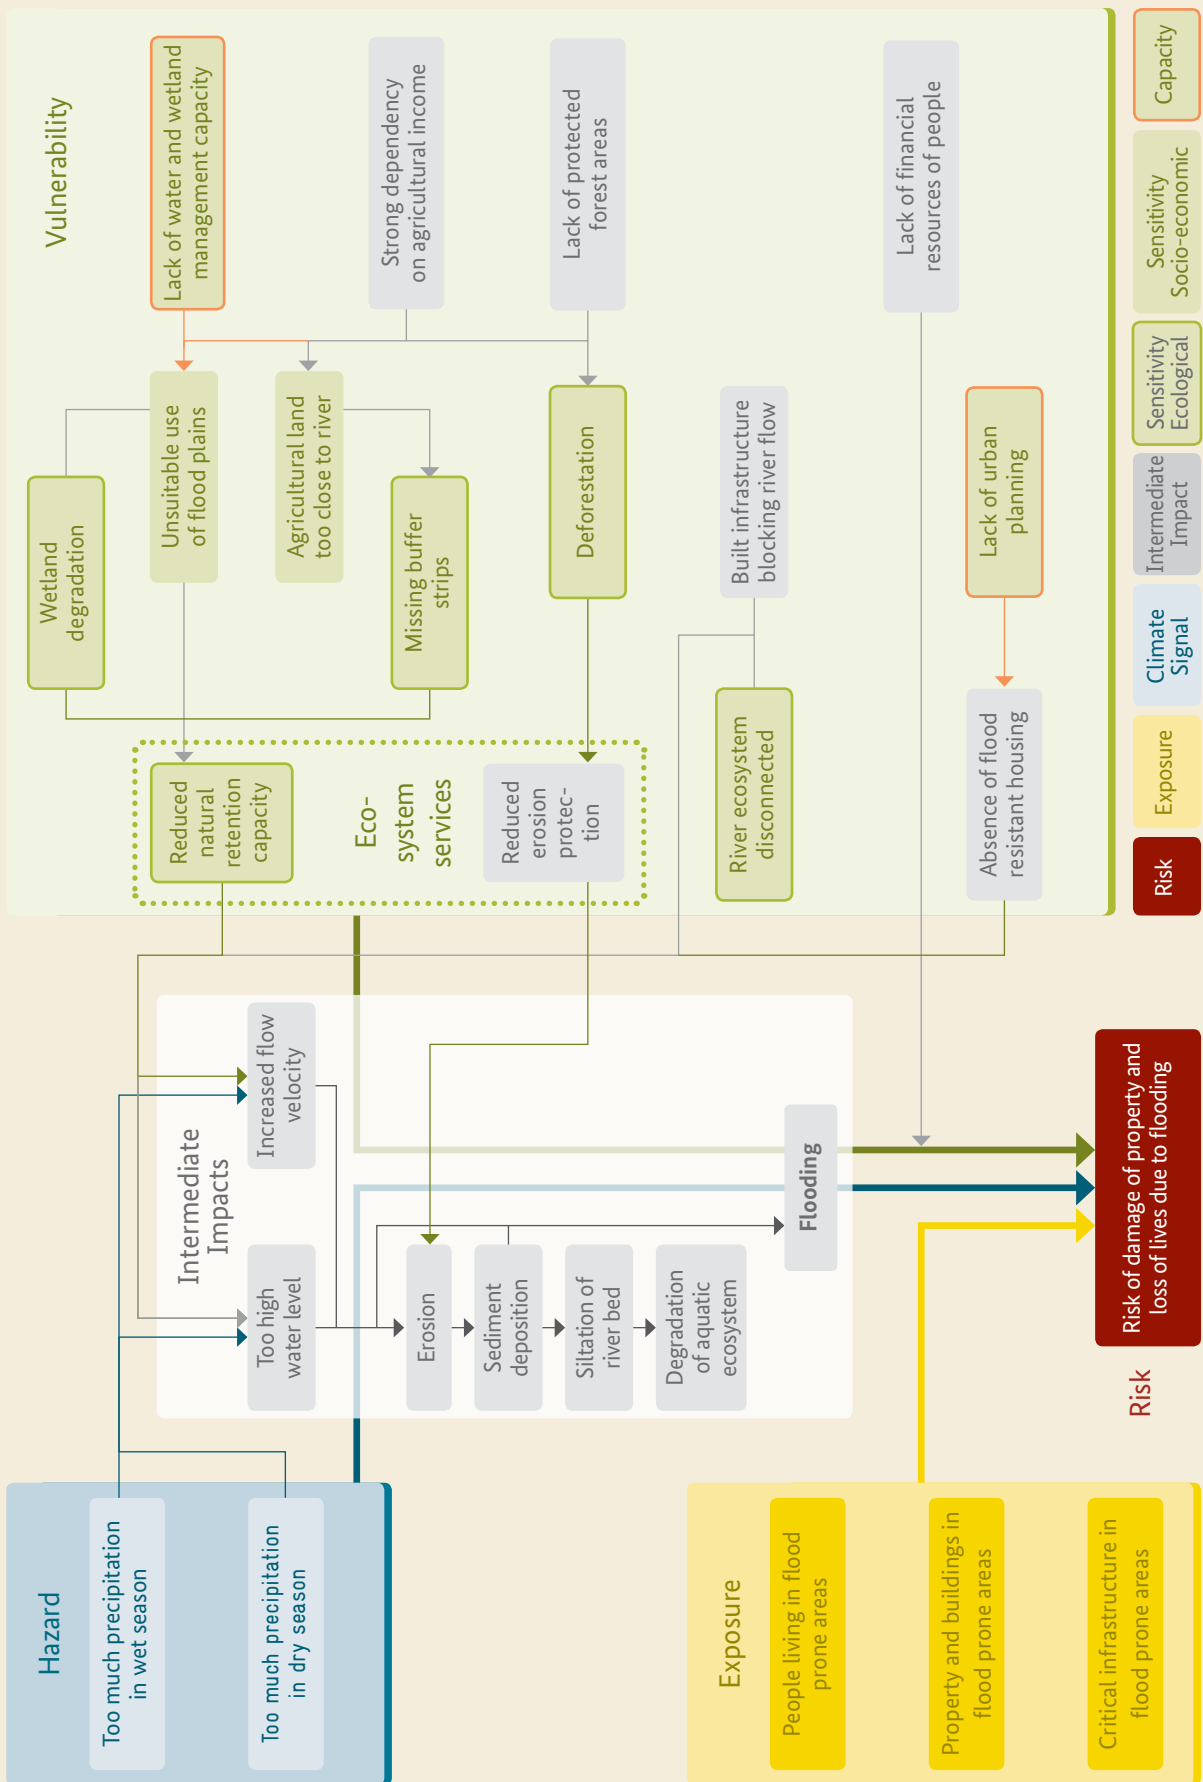 Hazard
Too much precipitation
in wet season
Too much precipitation
in dry season
Exposure
People living in flood
prone areas
Property and buildings in
flood prone areas
Critical infrastructure in
flood prone areas
Intermediate
Impacts
Too high
water level
Increased flow
velocity
Erosion
Sediment
deposition
Siltation of
river bed
Degradation
of aquatic
ecosystem
Flooding
Risk
Risk of damage of property and
loss of lives due to flooding
Vulnerability
Wetland
degradation
Lack of water and wetland
management capacity
Unsuitable use
of flood plains
Reduced
natural
retention
capacity
Agricultural land
too close to river
Strong dependency
on agricultural income
Eco-
system
services
Missing buffer
strips
Reduced
erosion
protec-
tion
Deforestation
Lack of protected
forest areas
River ecosystem
disconnected
Built infrastructure
blocking river flow
Lack of financial
resources of people
Absence of flood
resistant housing
Lack of urban
planning
Risk
Exposure
Climate
Signal
Intermediate
Impact
Sensitivity
Ecological
Sensitivity
Socio-economic
Capacity